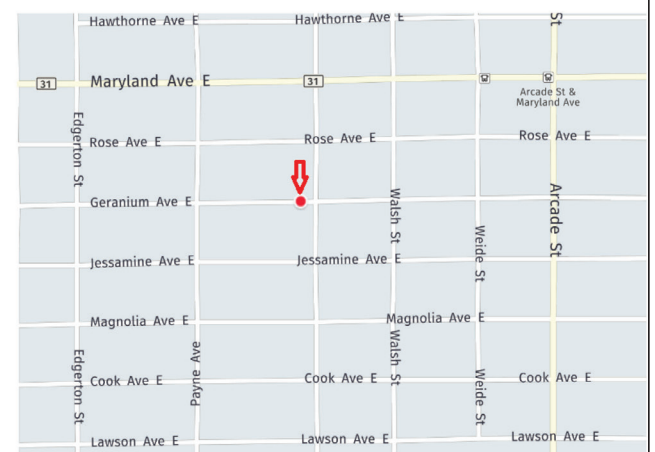 Hawthorne Ave E
Hawthorne Ave E
St
31
Maryland Ave E
31
Arcade St &
Maryland Ave
Edgerton St
Rose Ave E
Rose Ave E
Rose Ave E
Geranium Ave E
Walsh St
Arcade St
Weide St
Jessamine Ave E
Jessamine Ave E
Magnolia Ave E
Magnolia Ave E
Edgerton St
Payne Ave
Walsh St
Weide St
Cook Ave E
Cook Ave E
Cook Ave E
Lawson Ave E
Lawson Ave E
Lawson Ave E